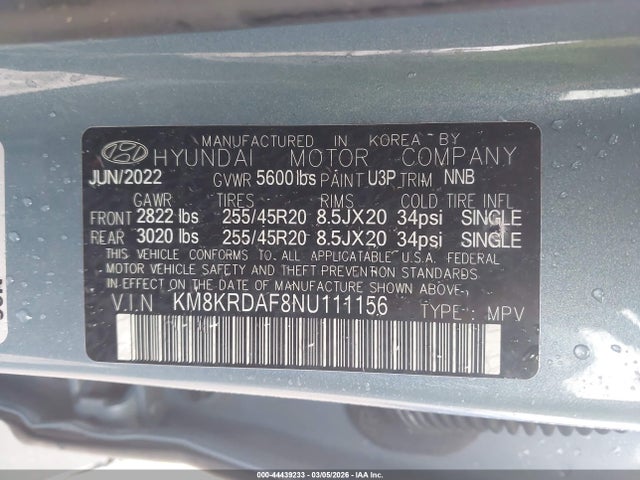 MANUFACTURED IN KOREA BY
HYUNDAI MOTOR COMPANY
JUN/2022 GVWR 5600lbs PAINT U3P TRIM NNB
GAWR TIRES RIMS COLD TIRE INFL
FRONT 2822 lbs 255/45R20 8.5JX20 34psi SINGLE
REAR 3020 lbs 255/45R20 8.5JX20 34psi SINGLE
THIS VEHICLE CONFORMS TO ALL APPLICABLE U.S.A. FEDERAL
MOTOR VEHICLE SAFETY AND THEFT PREVENTION STANDARDS
IN EFFECT ON THE DATE OF MANUFACTURE SHOWN ABOVE.
V.I.N KM8KRDAF8NU111156 TYPE : MPV
000-44439233 - 03/05/2026 - IAAI.COM